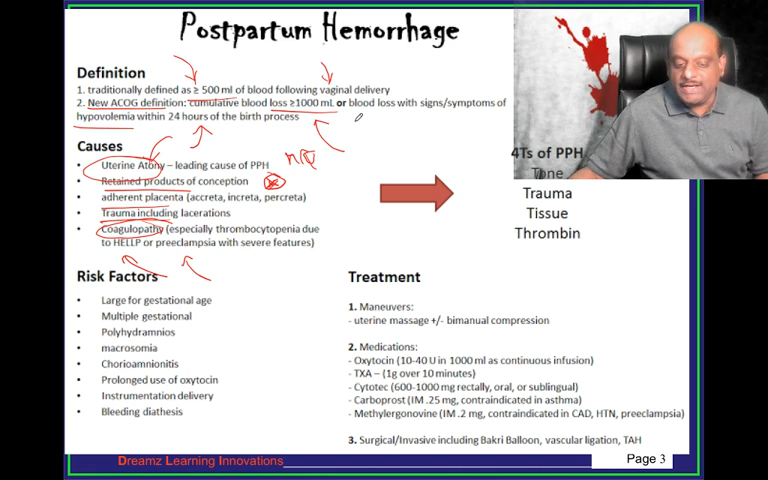 Postpartum Hemorrhage
Definition
1. traditionally defined as ≥ 500 ml of blood following vaginal delivery
2. New ACOG definition: cumulative blood loss ≥1000 mL or blood loss with signs/symptoms of
hypovolemia within 24 hours of the birth process
Causes
• Uterine Atony – leading cause of PPH
• Retained products of conception
• adherent placenta (accreta, increta, percreta)
• Trauma including lacerations
• Coagulopathy (especially thrombocytopenia due
to HELLP or preeclampsia with severe features)
4Ts of PPH
Tone
Trauma
Tissue
Thrombin
Risk Factors
• Large for gestational age
• Multiple gestational
• Polyhydramnios
• macrosomia
• Chorioamnionitis
• Prolonged use of oxytocin
• Instrumentation delivery
• Bleeding diathesis
Treatment
1. Maneuvers:
- uterine massage +/- bimanual compression
2. Medications:
- Oxytocin (10-40 U in 1000 ml as continuous infusion)
- TXA – (1g over 10 minutes)
- Cytotec (600-1000 mg rectally, oral, or sublingual)
- Carboprost (IM .25 mg, contraindicated in asthma)
- Methylergonovine (IM .2 mg, contraindicated in CAD, HTN, preeclampsia)
3. Surgical/Invasive including Bakri Balloon, vascular ligation, TAH
Dreamz Learning Innovations
Page 3